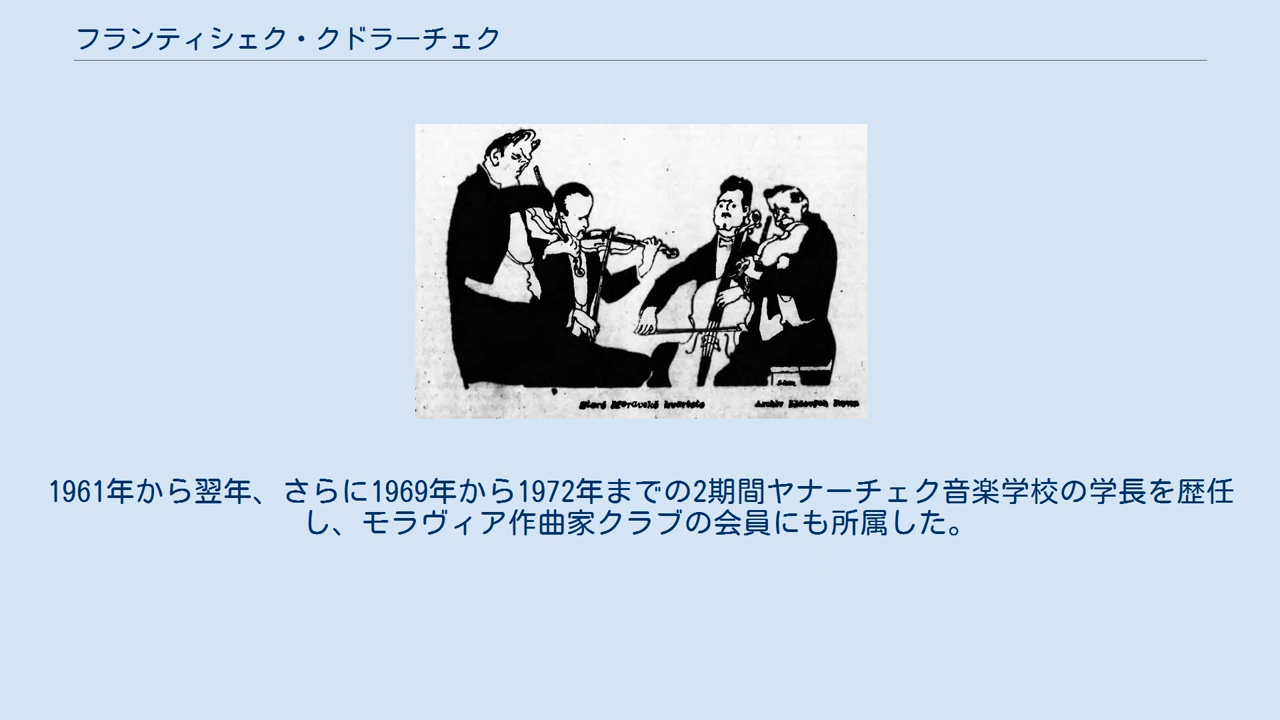 フランティシェク・クドラーチェク
1961年から翌年、さらに1969年から1972年までの2期間ヤナーチェク音楽学校の学長を歴任
し、モラヴィア作曲家クラブの会員にも所属した。